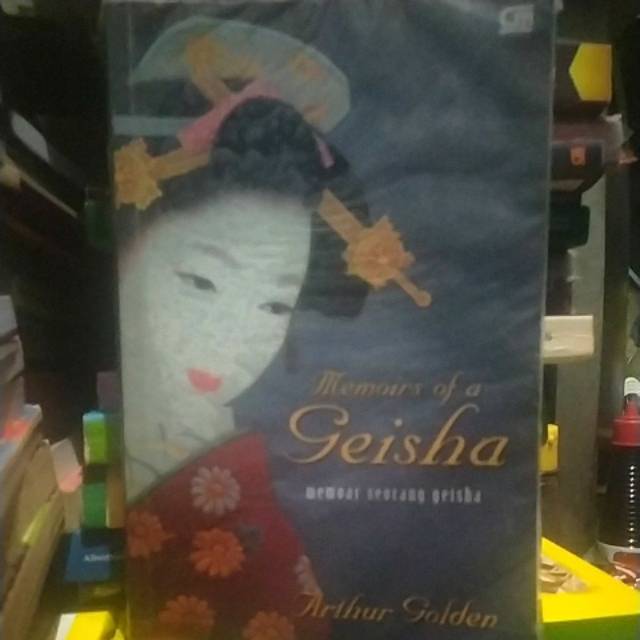 Memoirs of a
Geisha
memoar seorang geisha
Arthur Golden